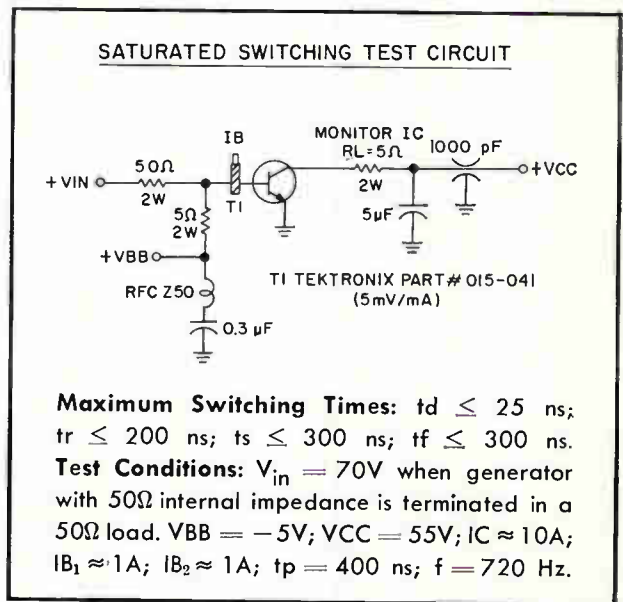 SATURATED SWITCHING TEST CIRCUIT
IB
MONITOR IC
RL=5Ω
1000 pF
+VIN
50Ω
2W
T1
2W
+VCC
5Ω
2W
5μF
+VBB
T1 TEKTRONIX PART# 015-041
(5mV/mA)
RFC Z50
0.3 μF
Maximum Switching Times: td ≤ 25 ns;
tr ≤ 200 ns; ts ≤ 300 ns; tf ≤ 300 ns.
Test Conditions: Vin = 70V when generator
with 50Ω internal impedance is terminated in a
50Ω load. VBB = −5V; VCC = 55V; IC ≈ 10A;
IB₁ ≈ 1A; IB₂ ≈ 1A; tp = 400 ns; f = 720 Hz.